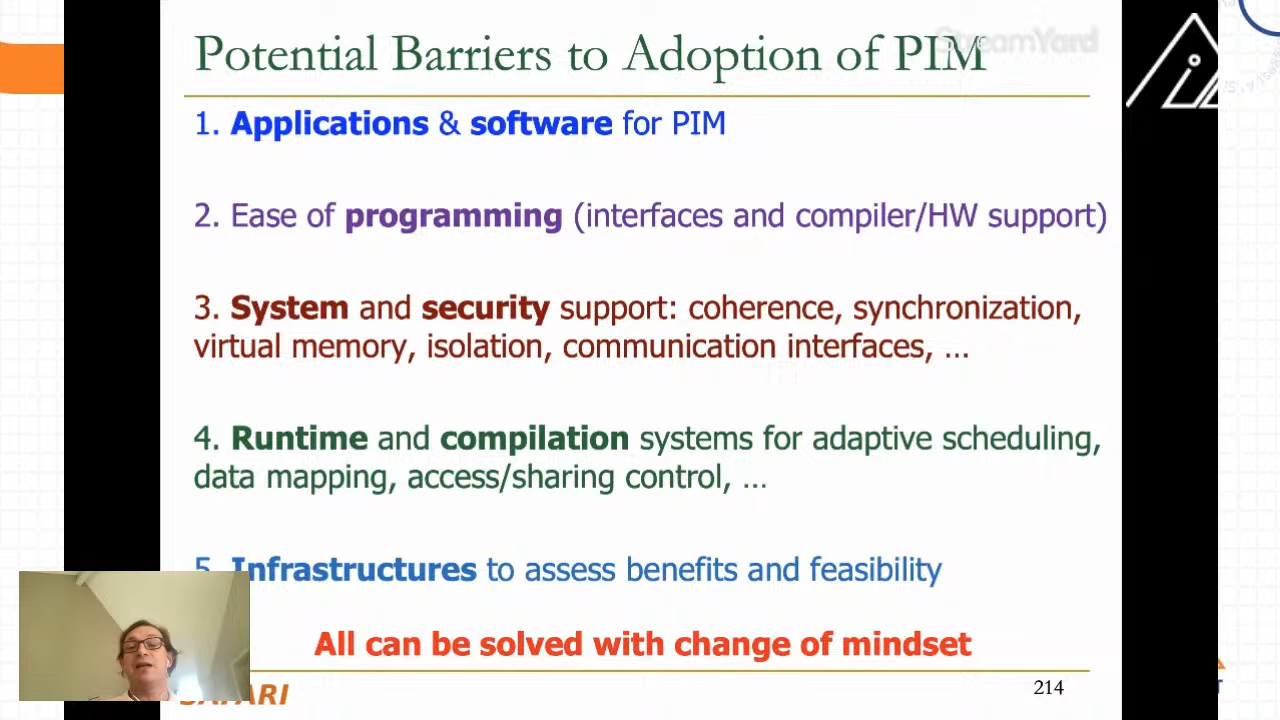 Potential Barriers to Adoption of PIM
StreamYard
1. Applications & software for PIM
2. Ease of programming (interfaces and compiler/HW support)
3. System and security support: coherence, synchronization,
virtual memory, isolation, communication interfaces, …
4. Runtime and compilation systems for adaptive scheduling,
data mapping, access/sharing control, …
5. Infrastructures to assess benefits and feasibility
All can be solved with change of mindset
SAFARI
214